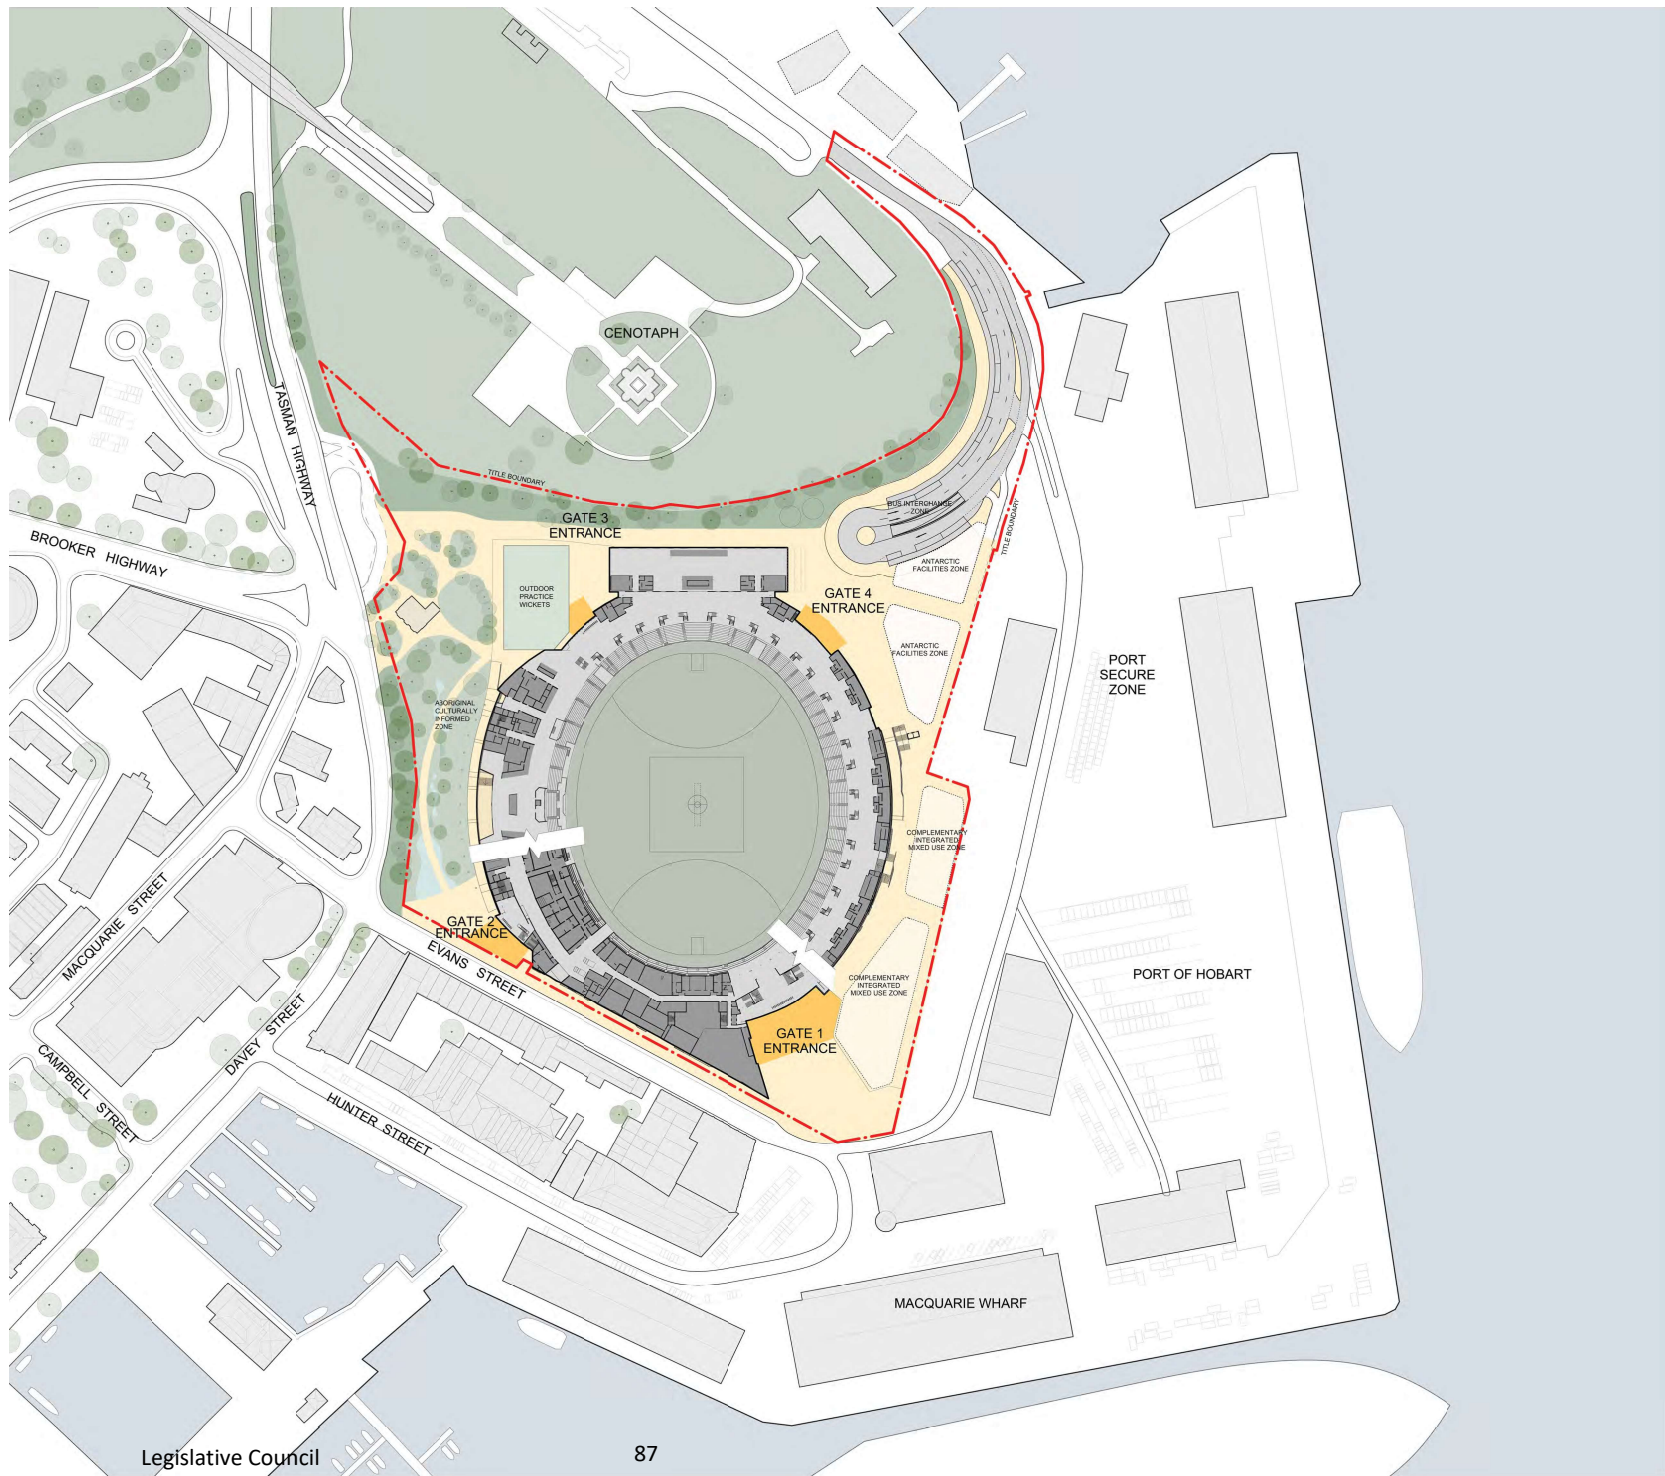 CENOTAPH
TASMAN HIGHWAY
TITLE BOUNDARY
BUS INTERCHANGE
ZONE
TITLE BOUNDARY
GATE 3
ENTRANCE
BROOKER HIGHWAY
ANTARCTIC
FACILITIES ZONE
OUTDOOR
PRACTICE
WICKETS
GATE 4
ENTRANCE
ANTARCTIC
FACILITIES ZONE
PORT
SECURE
ZONE
ABORIGINAL
CULTURALLY
INFORMED
ZONE
COMPLEMENTARY
INTEGRATED
MIXED USE ZONE
MACQUARIE STREET
GATE 2
ENTRANCE
EVANS STREET
COMPLEMENTARY
INTEGRATED
MIXED USE ZONE
PORT OF HOBART
DAVEY STREET
GATE 1
ENTRANCE
CAMPBELL STREET
HUNTER STREET
MACQUARIE WHARF
Legislative Council
87